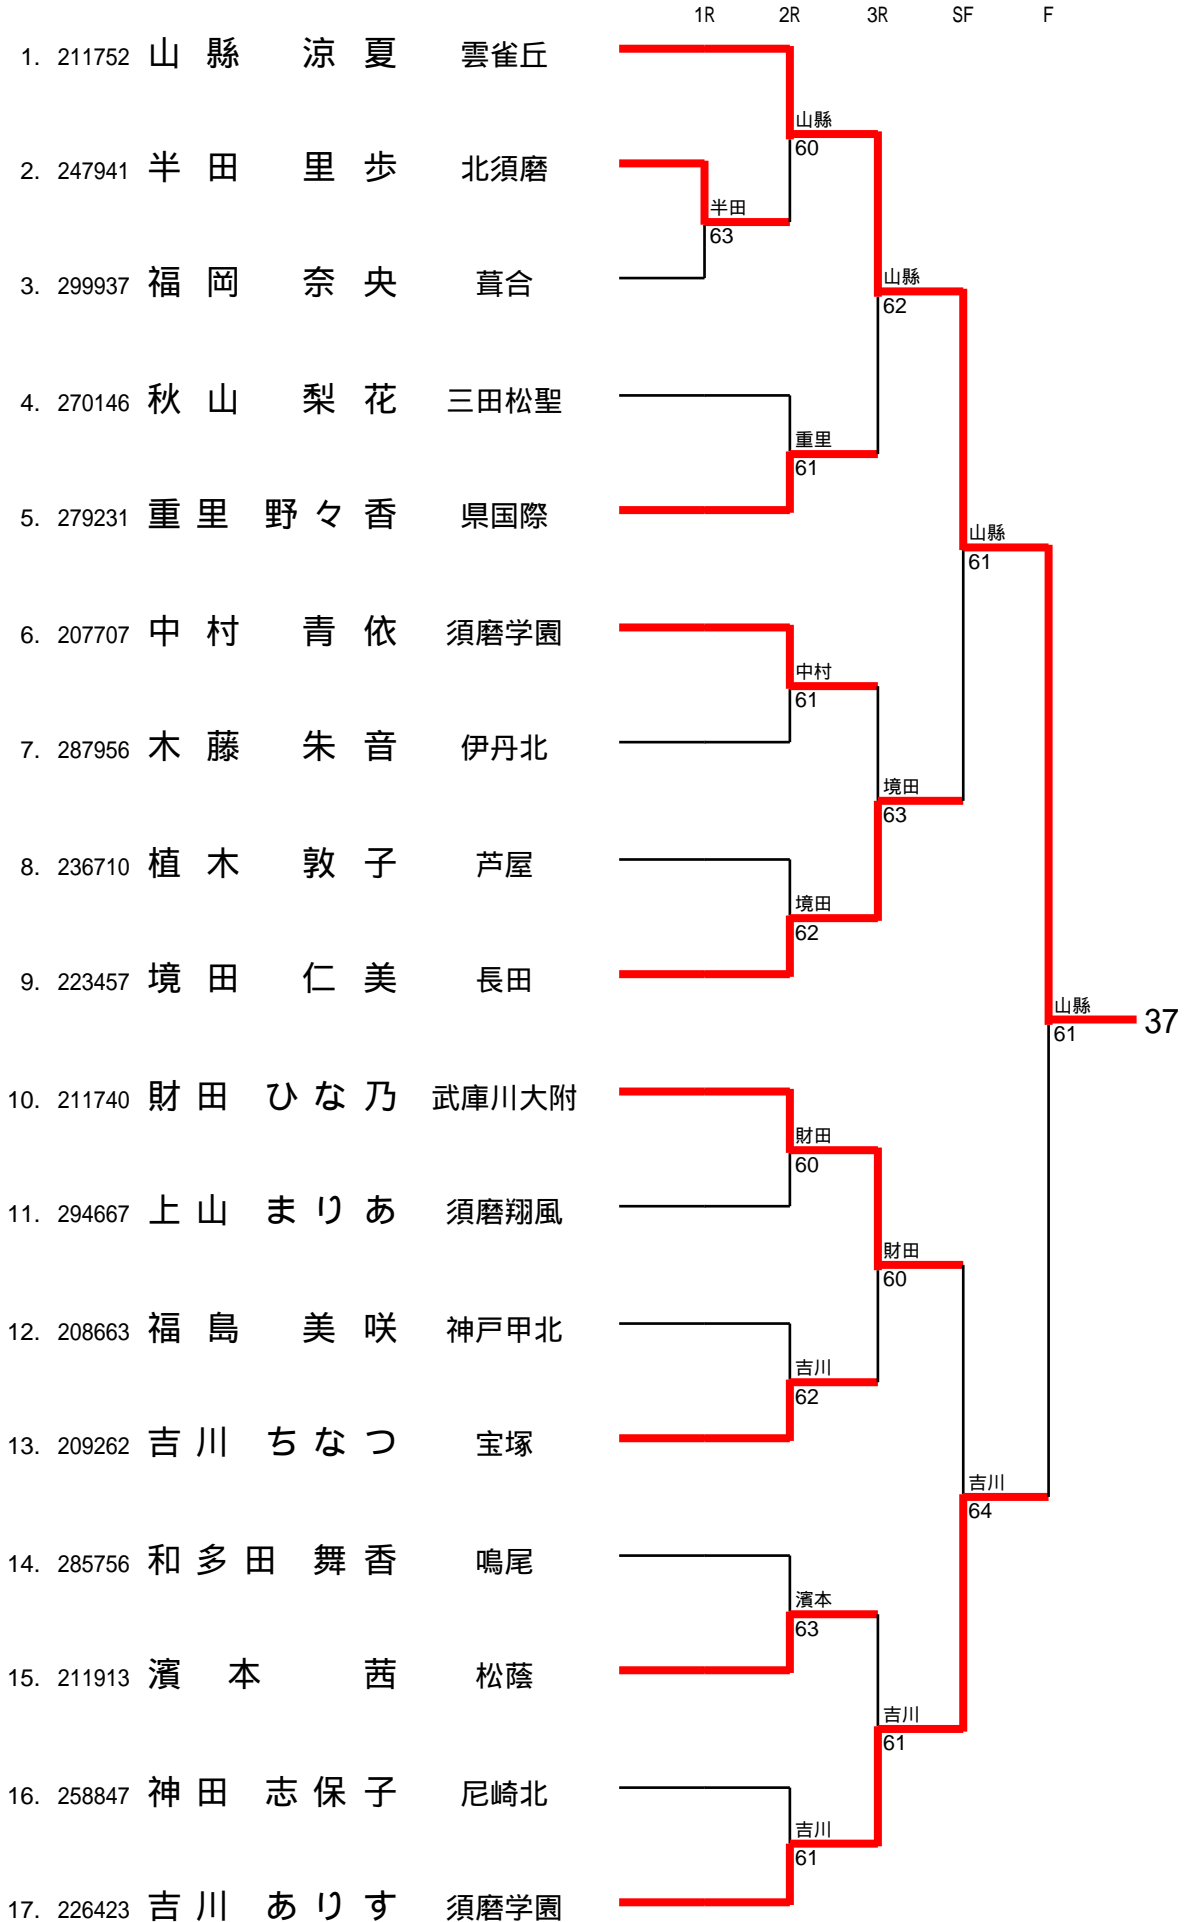 1R 2R 3R SF F
1. 211752 山縣 涼夏 雲雀丘
山縣
60
2. 247941 半田 里歩 北須磨
半田
63
3. 299937 福岡 奈央 葺合
山縣
62
4. 270146 秋山 梨花 三田松聖
重里
61
5. 279231 重里 野々香 県国際
山縣
61
6. 207707 中村 青依 須磨学園
中村
61
7. 287956 木藤 朱音 伊丹北
境田
63
8. 236710 植木 敦子 芦屋
境田
62
9. 223457 境田 仁美 長田
山縣
61
37
10. 211740 財田 ひな乃 武庫川大附
財田
60
11. 294667 上山 まりあ 須磨翔風
財田
60
12. 208663 福島 美咲 神戸甲北
吉川
62
13. 209262 吉川 ちなつ 宝塚
吉川
64
14. 285756 和多田 舞香 鳴尾
濱本
63
15. 211913 濱本 茜 松蔭
吉川
61
16. 258847 神田 志保子 尼崎北
吉川
61
17. 226423 吉川 ありす 須磨学園